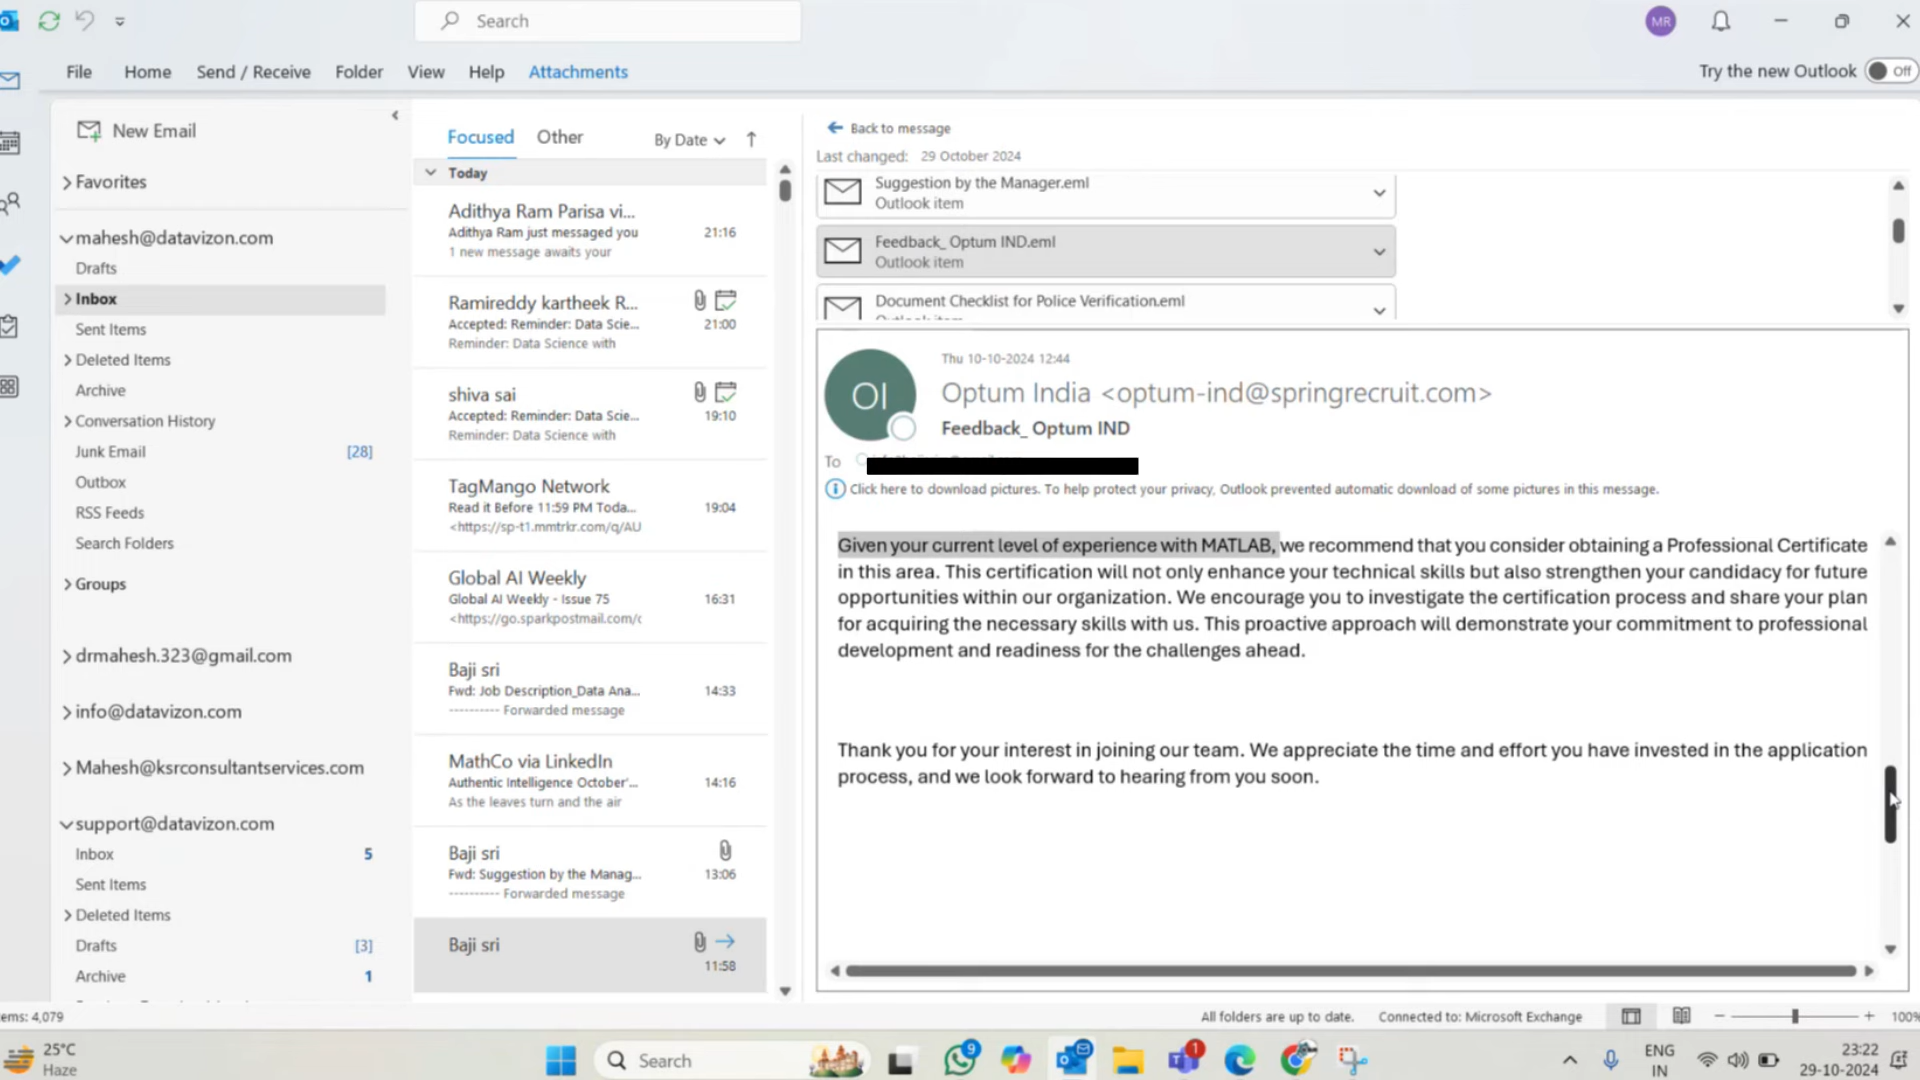 Search
MR
File Home Send / Receive Folder View Help Attachments
Try the new Outlook Off
New Email
Favorites
mahesh@datavizon.com
Drafts
Inbox
Sent Items
Deleted Items
Archive
Conversation History
Junk Email [28]
Outbox
RSS Feeds
Search Folders
Groups
drmahesh.323@gmail.com
info@datavizon.com
Mahesh@ksrconsultantservices.com
support@datavizon.com
Inbox 5
Sent Items
Deleted Items
Drafts [3]
Archive 1
Focused Other By Date
Today
Adithya Ram Parisa vi...
Adithya Ram just messaged you 21:16
1 new message awaits your
Ramireddy kartheek R...
Accepted: Reminder: Data Scie... 21:00
Reminder: Data Science with
shiva sai
Accepted: Reminder: Data Scie... 19:10
Reminder: Data Science with
TagMango Network
Read it Before 11:59 PM Toda... 19:04
<https://sp-t1.mmtrkr.com/q/AU
Global AI Weekly
Global AI Weekly - Issue 75 16:31
<https://go.sparkpostmail.com/
Baji sri
Fwd: Job Description_Data Ana... 14:33
---------- Forwarded message
MathCo via LinkedIn
Authentic Intelligence October'... 14:16
As the leaves turn and the air
Baji sri
Fwd: Suggestion by the Manag... 13:06
---------- Forwarded message
Baji sri
11:58
Back to message
Last changed: 29 October 2024
Suggestion by the Manager.eml
Outlook item
Feedback_ Optum IND.eml
Outlook item
Document Checklist for Police Verification.eml
Thu 10-10-2024 12:44
OI
Optum India <optum-ind@springrecruit.com>
Feedback_ Optum IND
To
Click here to download pictures. To help protect your privacy, Outlook prevented automatic download of some pictures in this message.
Given your current level of experience with MATLAB, we recommend that you consider obtaining a Professional Certificate
in this area. This certification will not only enhance your technical skills but also strengthen your candidacy for future
opportunities within our organization. We encourage you to investigate the certification process and share your plan
for acquiring the necessary skills with us. This proactive approach will demonstrate your commitment to professional
development and readiness for the challenges ahead.
Thank you for your interest in joining our team. We appreciate the time and effort you have invested in the application
process, and we look forward to hearing from you soon.
ems: 4,079
All folders are up to date. Connected to: Microsoft Exchange 100%
25°C
Haze
Search
9
1
ENG
IN
23:22
29-10-2024